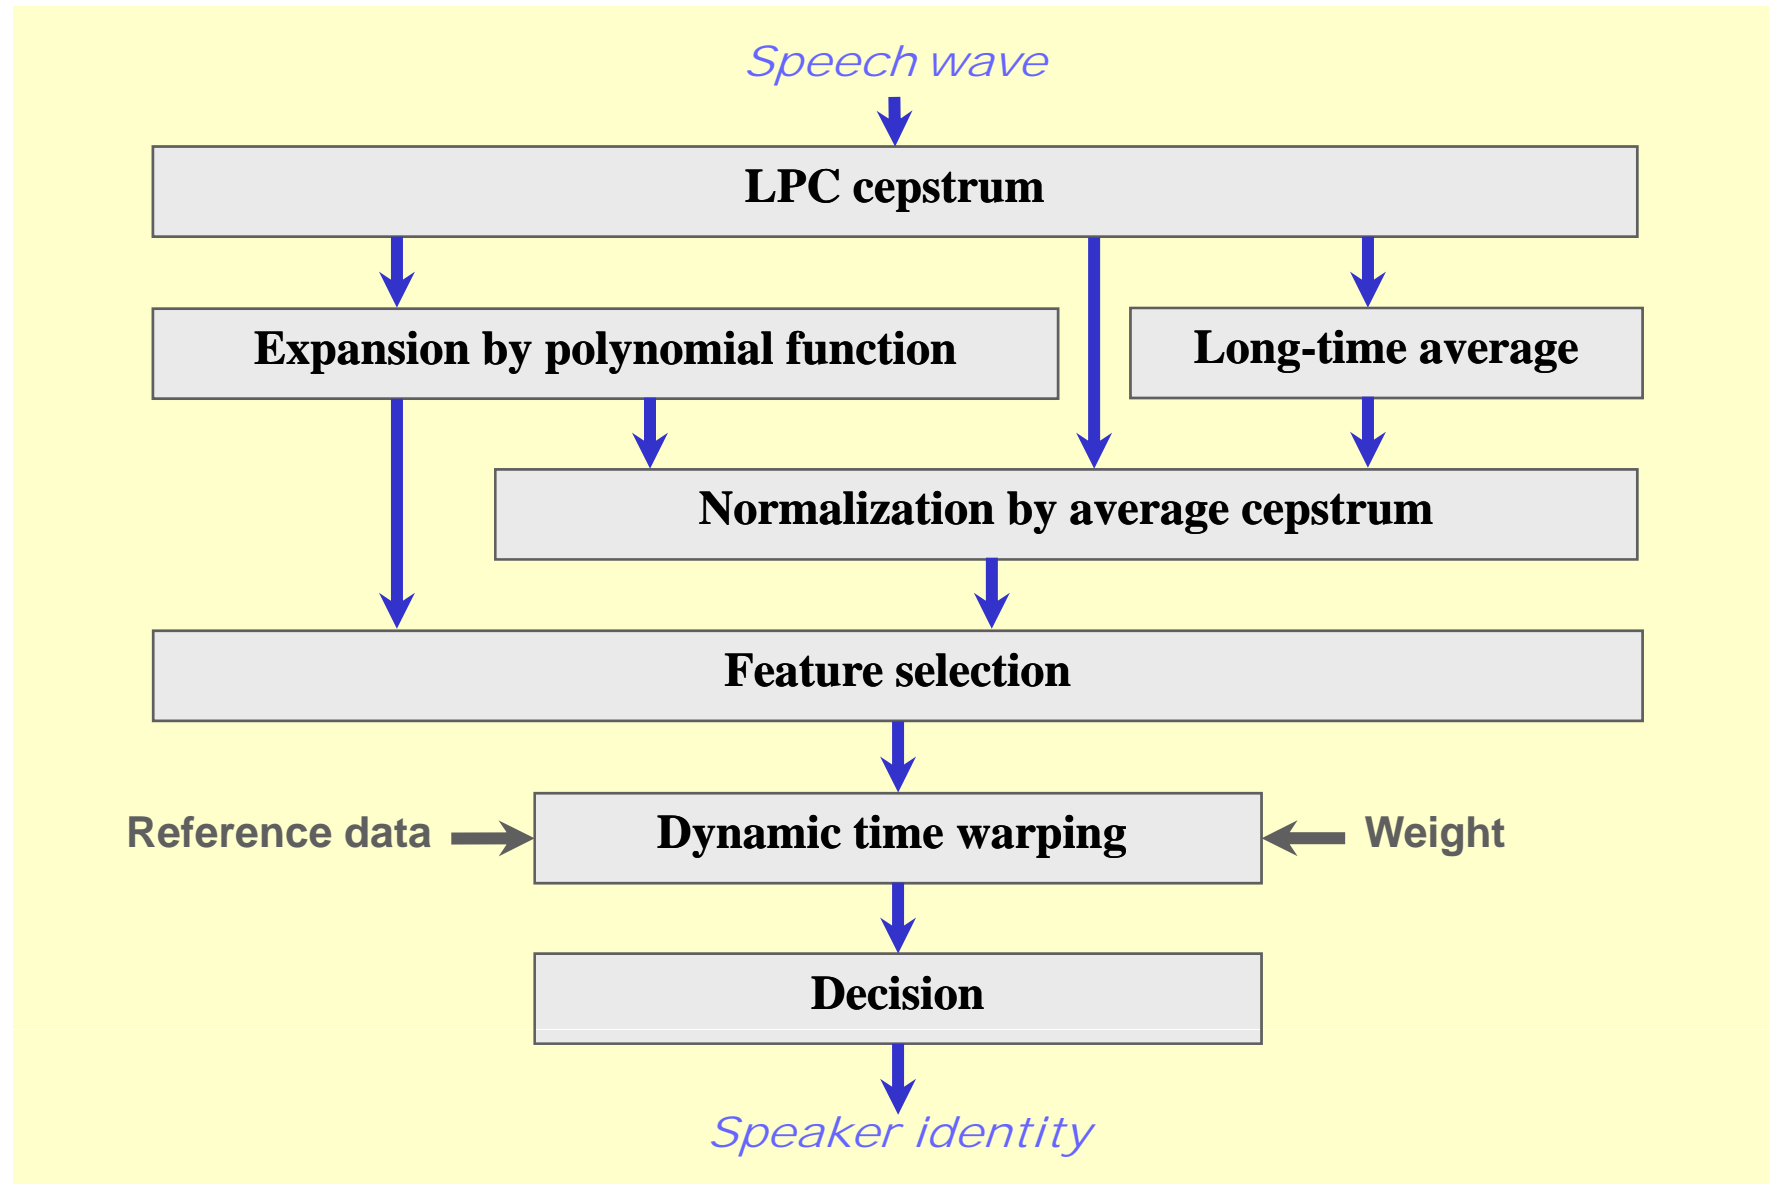 Speech wave
LPC cepstrum
Expansion by polynomial function
Long-time average
Normalization by average cepstrum
Feature selection
Reference data
Dynamic time warping
Weight
Decision
Speaker identity